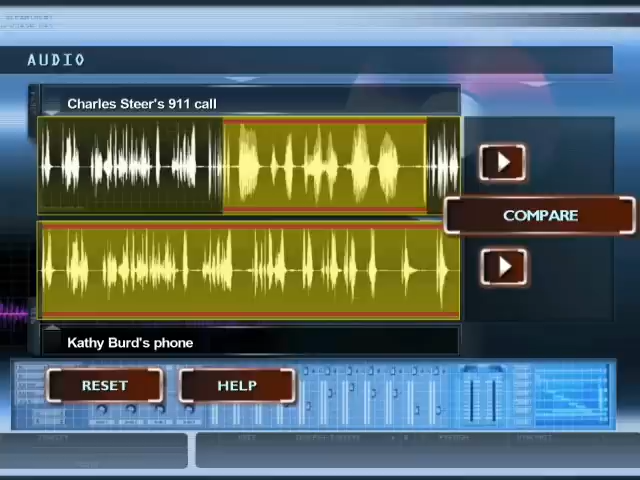 AUDIO
Charles Steer's 911 call
COMPARE
Kathy Burd's phone
RESET
HELP